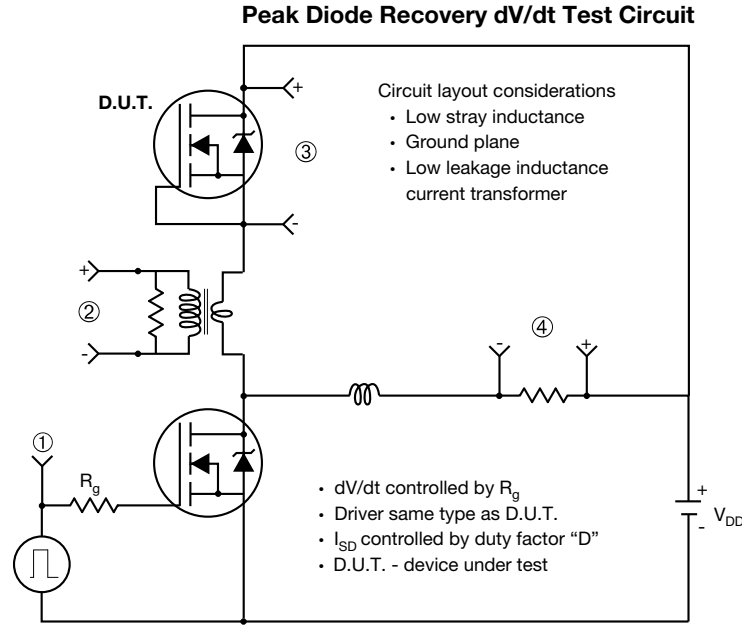 Peak Diode Recovery dV/dt Test Circuit
D.U.T.
+
③
-
Circuit layout considerations
• Low stray inductance
• Ground plane
• Low leakage inductance
current transformer
+
②
-
④
-
+
①
Rg
• dV/dt controlled by Rg
• Driver same type as D.U.T.
• ISD controlled by duty factor “D”
• D.U.T. - device under test
+
VDD
-